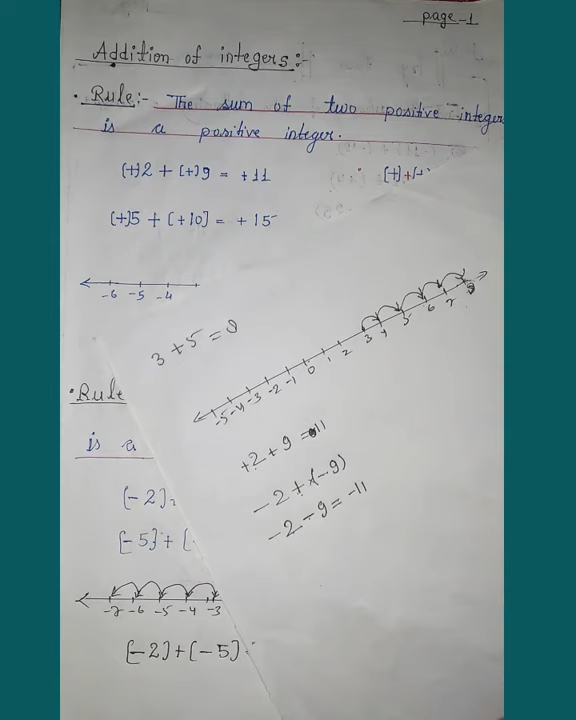 page-1
Addition of integers:-
• Rule:- The sum of two positive integer
is a positive integer.
(+)2 + (+)9 = +11
(+)+(+
(+)5 + (+10) = +15
-6 -5 -4
3+5=8
-5 -4 -3 -2 -1 0 1 2 3 4 5 6 7 8
• Rule
is a
+2+9=11
(-2)+
-2+(-9)
(-5)+(
-2-9=-11
-7 -6 -5 -4 -3
(-2)+(-5)